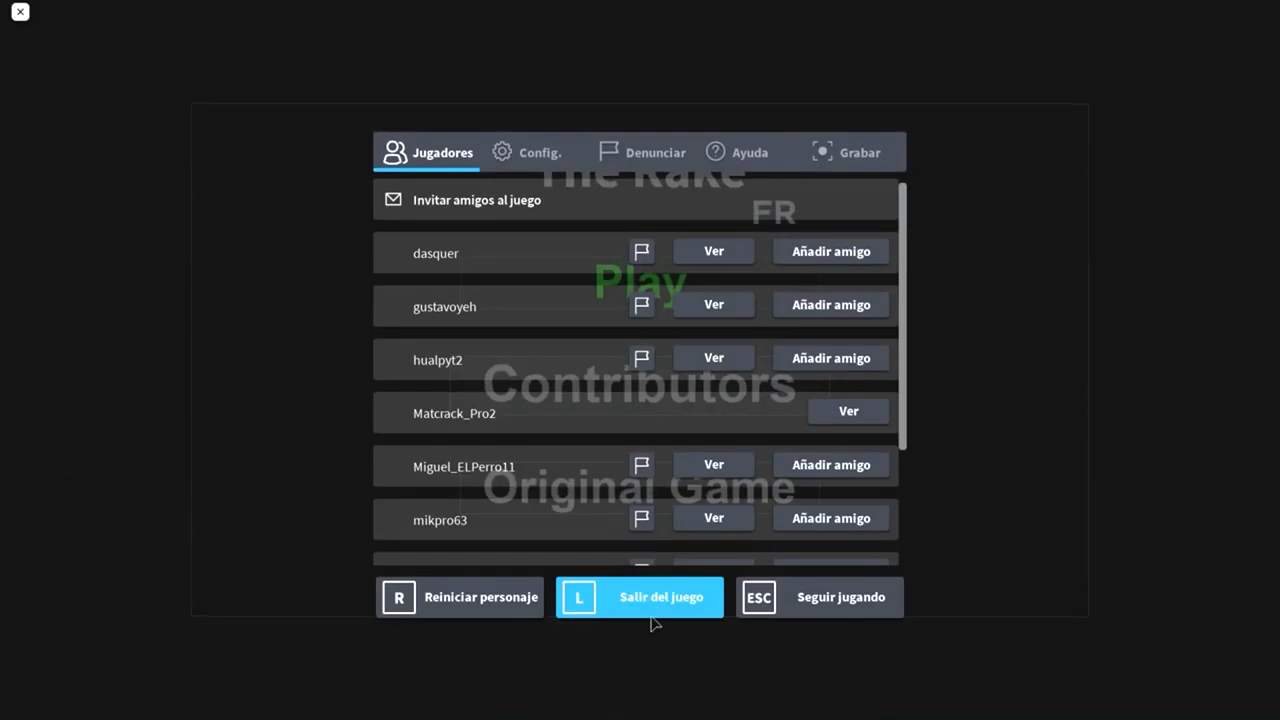 Jugadores Config. Denunciar Ayuda Grabar
The Rake
FR
Invitar amigos al juego
dasquer Ver Añadir amigo
Play
gustavoyeh Ver Añadir amigo
hualpyt2 Ver Añadir amigo
Contributors
Matcrack_Pro2 Ver
Miguel_ELPerro11 Ver Añadir amigo
Original Game
mikpro63 Ver Añadir amigo
R Reiniciar personaje L Salir del juego ESC Seguir jugando